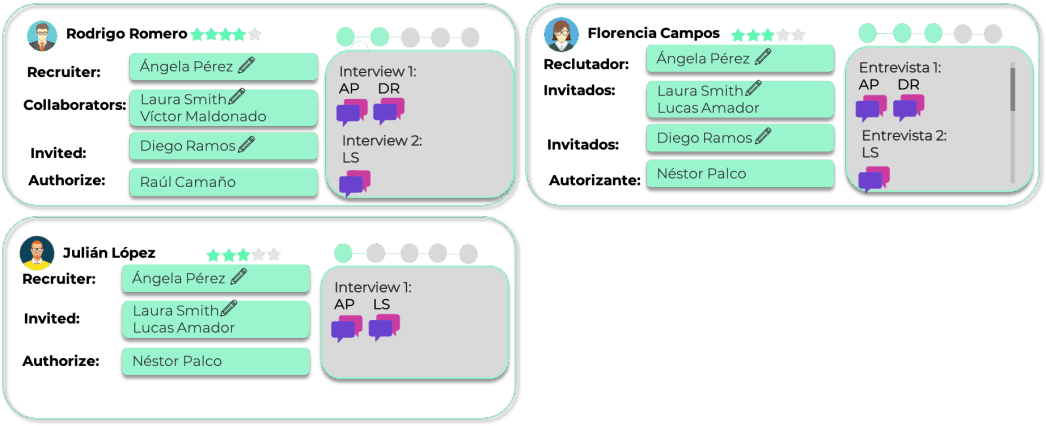 Rodrigo Romero
Recruiter:
Ángela Pérez
Collaborators:
Laura Smith
Víctor Maldonado
Invited:
Diego Ramos
Authorize:
Raúl Camaño
Interview 1:
AP DR
Interview 2:
LS
Florencia Campos
Reclutador:
Ángela Pérez
Invitados:
Laura Smith
Lucas Amador
Invitados:
Diego Ramos
Autorizante:
Néstor Palco
Entrevista 1:
AP DR
Entrevista 2:
LS
Julián López
Recruiter:
Ángela Pérez
Invited:
Laura Smith
Lucas Amador
Authorize:
Néstor Palco
Interview 1:
AP LS